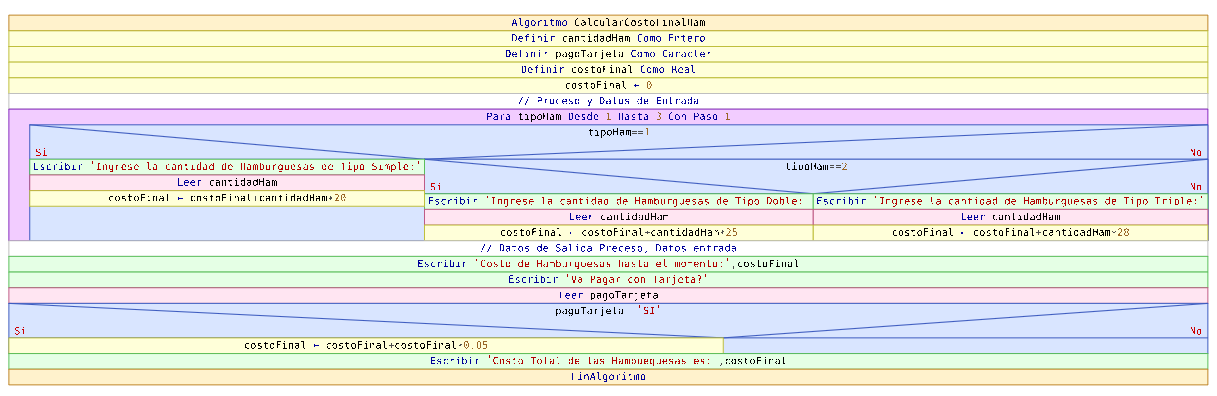 Algoritmo CalcularCostoFinalHam
Definir cantidadHam Como Entero
Definir pagoTarjeta Como Caracter
Definir costoFinal Como Real
costoFinal ← 0
// Proceso y Datos de Entrada
Para tipoHam Desde 1 Hasta 3 Con Paso 1
tipoHam==1
Si No
Escribir 'Ingrese la cantidad de Hamburguesas de Tipo Simple:'
tipoHam==2
Leer cantidadHam
Si No
costoFinal ← costoFinal+cantidadHam*20
Escribir 'Ingrese la cantidad de Hamburguesas de Tipo Doble:
Escribir 'Ingrese la cantidad de Hamburguesas de Tipo Triple:'
Leer cantidadHam
Leer cantidadHam
costoFinal ← costoFinal+cantidadHam*25
costoFinal ← costoFinal+cantidadHam*28
// Datos de Salida Proceso, Datos entrada
Escribir 'Costo de Hamburguesas hasta el momento:',costoFinal
Escribir 'Va Pagar con Tarjeta?'
Leer pagoTarjeta
pagoTarjeta 'SI'
Si No
costoFinal ← costoFinal+costoFinal*0.05
Escribir 'Costo Total de las Hambuequesas es: ,costoFinal
FinAlgoritmo